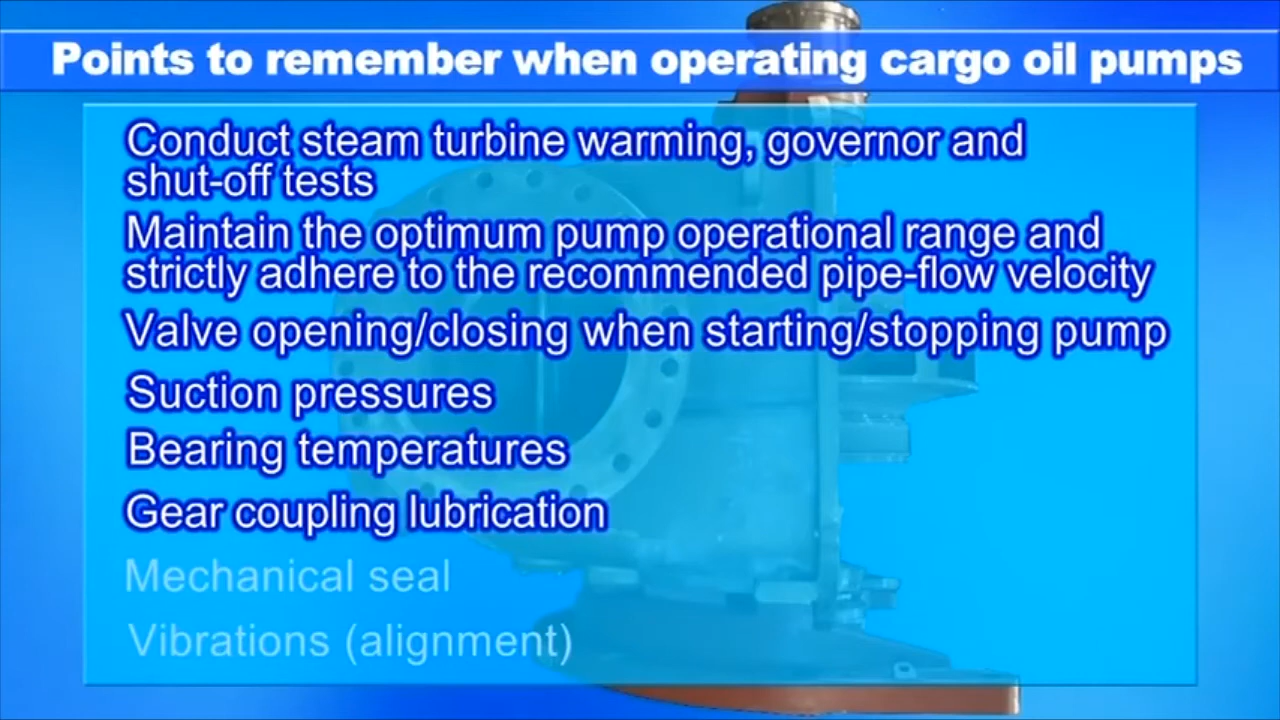 Points to remember when operating cargo oil pumps
Conduct steam turbine warming, governor and
shut-off tests
Maintain the optimum pump operational range and
strictly adhere to the recommended pipe-flow velocity
Valve opening/closing when starting/stopping pump
Suction pressures
Bearing temperatures
Gear coupling lubrication
Mechanical seal
Vibrations (alignment)